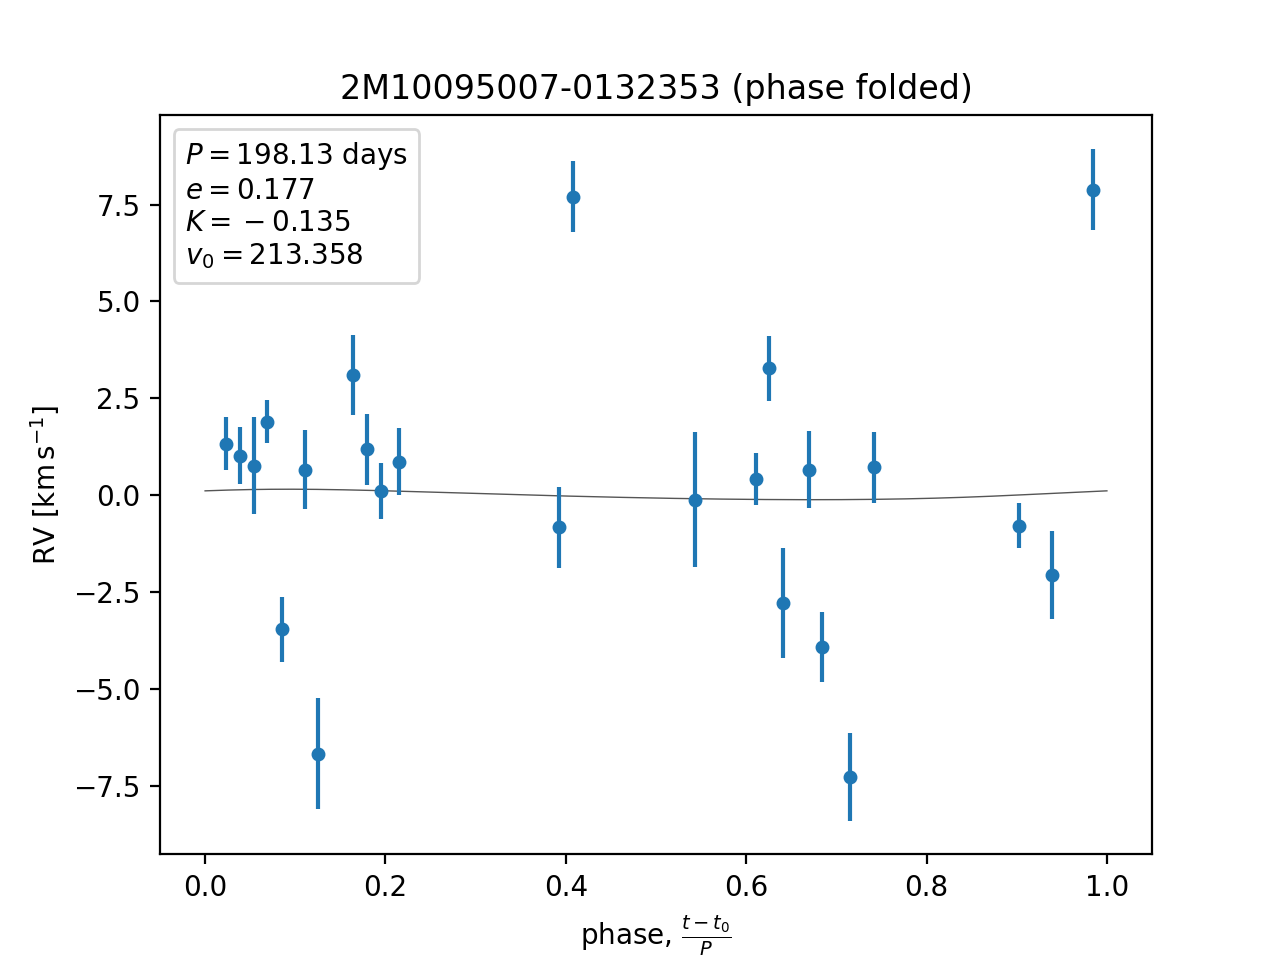 2M10095007-0132353 (phase folded)
P = 198.13 days
e = 0.177
K = −0.135
v₀ = 213.358
RV [km s⁻¹]
7.5
5.0
2.5
0.0
−2.5
−5.0
−7.5
0.0 0.2 0.4 0.6 0.8 1.0
phase, (t − t₀)/P